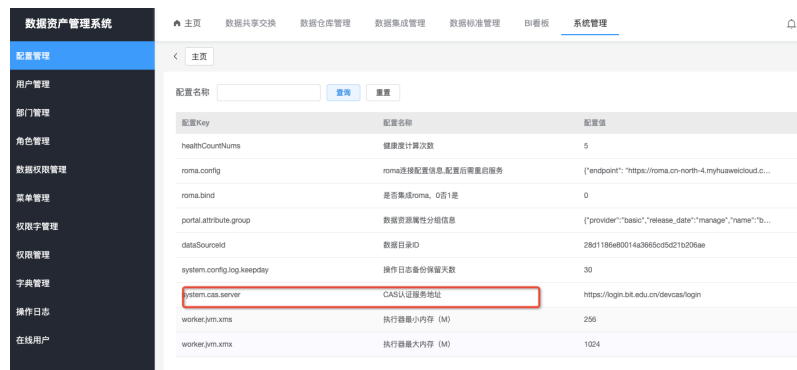 数据资产管理系统
主页 数据共享交换 数据仓库管理 数据集成管理 数据标准管理 BI看板 系统管理
配置管理
主页
用户管理
配置名称 查询 重置
部门管理
配置Key 配置名称 配置值
角色管理
healthCountNums 健康度计算次数 5
数据权限管理
roma.config roma连接配置信息,配置后需重启服务 {"endpoint": "https://roma.cn-north-4.myhuaweicloud.c...
菜单管理
roma.bind 是否集成roma，0否1是 0
权限字管理
portal.attribute.group 数据资源属性分组信息 {"provider":"basic","release_date":"manage","name":"b...
dataSourceId 数据目录ID 28d1186e80014a3665cd5d21b206ae
权限管理
system.config.log.keepday 操作日志备份保留天数 30
字典管理
system.cas.server CAS认证服务地址 https://login.bit.edu.cn/devcas/login
操作日志
worker.jvm.xms 执行器最小内存（M） 256
在线用户
worker.jvm.xmx 执行器最大内存（M） 1024